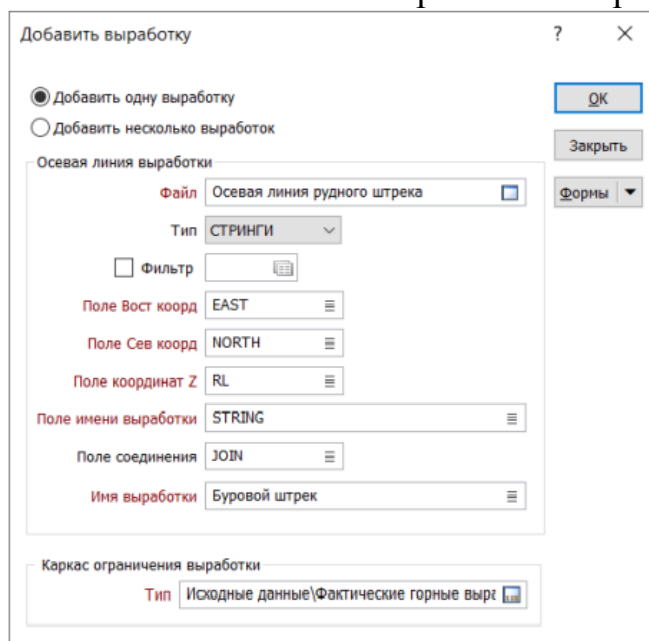 Добавить выработку
? ×
Добавить одну выработку
OK
Добавить несколько выработок
Закрыть
Осевая линия выработки
Файл Осевая линия рудного штрека
Формы
Тип СТРИНГИ
Фильтр
Поле Вост коорд EAST
Поле Сев коорд NORTH
Поле координат Z RL
Поле имени выработки STRING
Поле соединения JOIN
Имя выработки Буровой штрек
Каркас ограничения выработки
Тип Исходные данные\Фактические горные выра